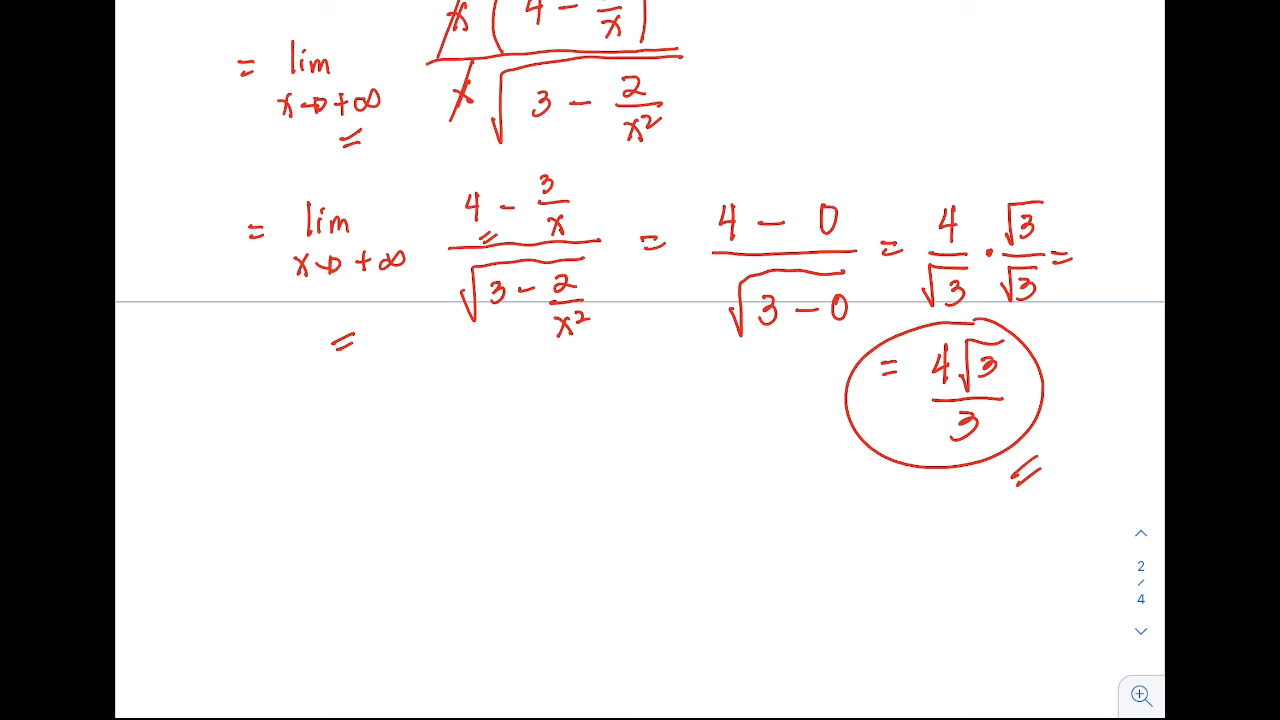 = lim x→+∞ x(4 - 3/x) / x√(3 - 2/x²)
= lim x→+∞ (4 - 3/x) / √(3 - 2/x²) = (4 - 0) / √(3 - 0) = 4/√3 · √3/√3 =
= 4√3 / 3
2
/
4